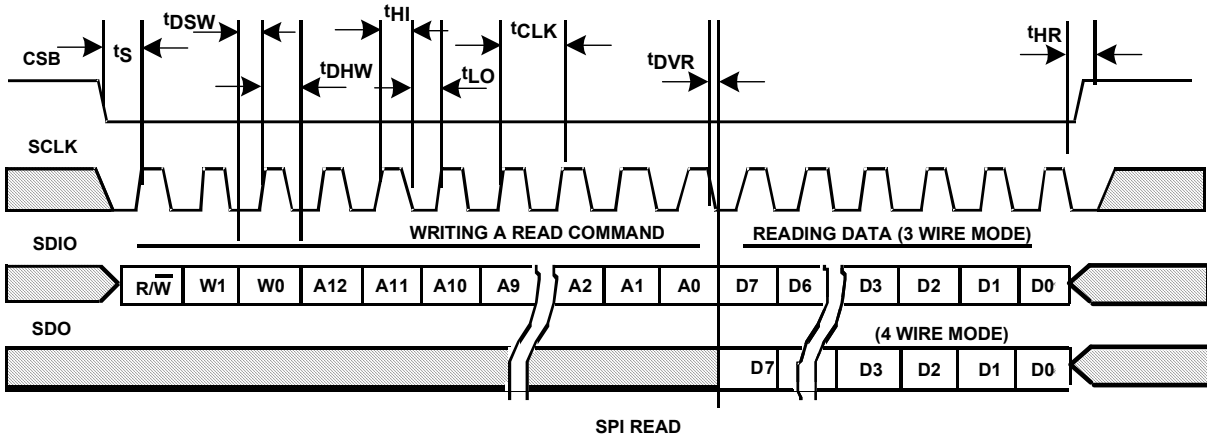 tDSW tHI tCLK tHR
CSB tS tDHW tLO tDVR
SCLK
SDIO WRITING A READ COMMAND READING DATA (3 WIRE MODE)
R/W̅ W1 W0 A12 A11 A10 A9 A2 A1 A0 D7 D6 D3 D2 D1 D0
SDO (4 WIRE MODE)
D7 D3 D2 D1 D0
SPI READ